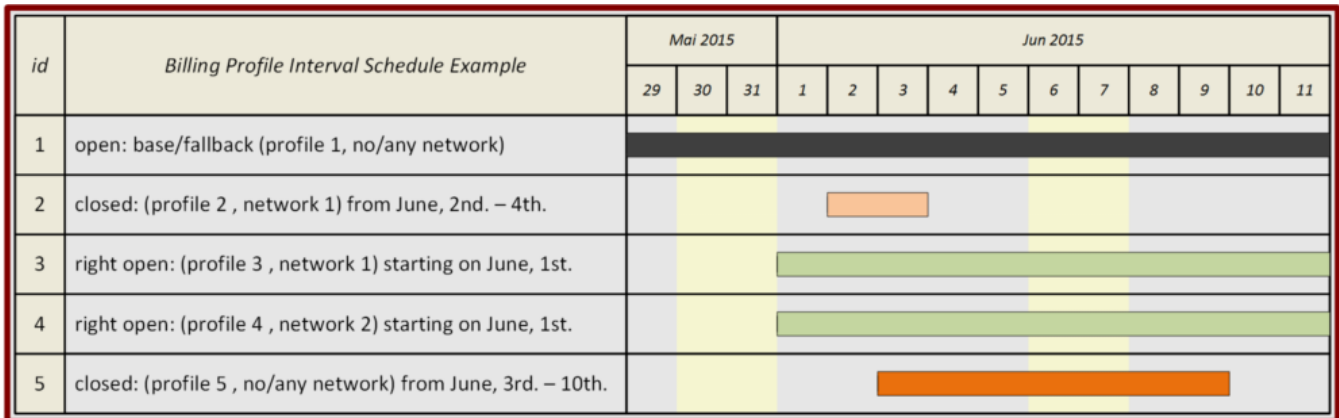 id Billing Profile Interval Schedule Example Mai 2015 Jun 2015
29 30 31 1 2 3 4 5 6 7 8 9 10 11
1 open: base/fallback (profile 1, no/any network)
2 closed: (profile 2 , network 1) from June, 2nd. – 4th.
3 right open: (profile 3 , network 1) starting on June, 1st.
4 right open: (profile 4 , network 2) starting on June, 1st.
5 closed: (profile 5 , no/any network) from June, 3rd. – 10th.